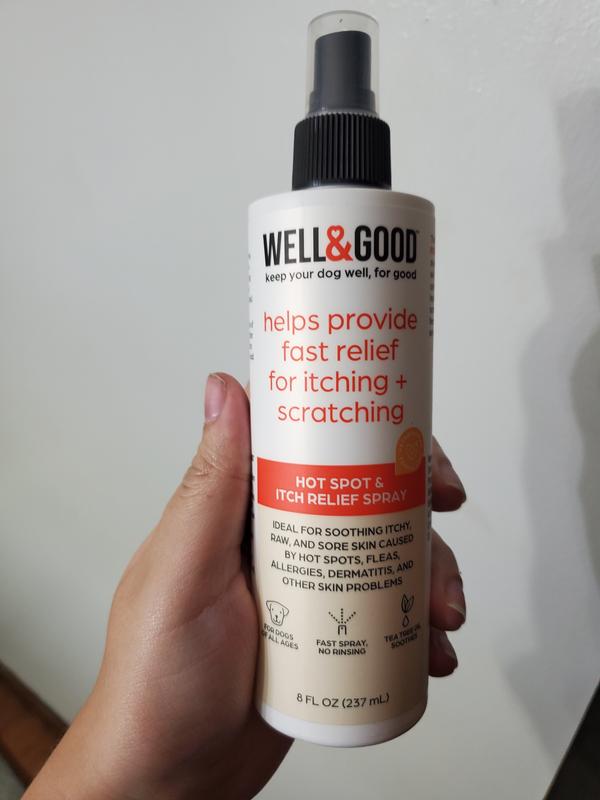 WELL&GOOD™
keep your dog well, for good
helps provide
fast relief
for itching +
scratching
HOT SPOT &
ITCH RELIEF SPRAY
IDEAL FOR SOOTHING ITCHY,
RAW, AND SORE SKIN CAUSED
BY HOT SPOTS, FLEAS,
ALLERGIES, DERMATITIS, AND
OTHER SKIN PROBLEMS
FOR DOGS
OF ALL AGES
FAST SPRAY,
NO RINSING
TEA TREE OIL
SOOTHES
8 FL OZ (237 mL)